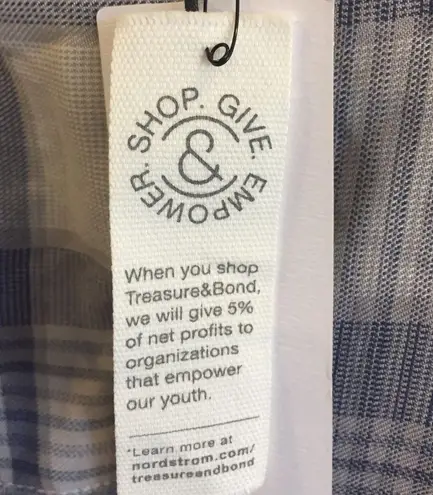 SHOP. GIVE. EMPOWER.
&
When you shop
Treasure&Bond,
we will give 5%
of net profits to
organizations
that empower
our youth.
*Learn more at
nordstrom.com/
treasureandbond